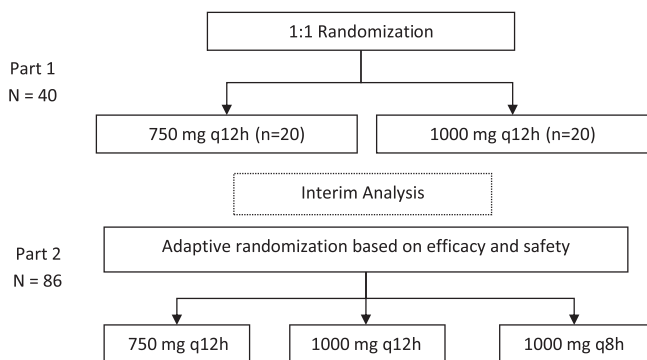 1:1 Randomization
Part 1
N = 40
750 mg q12h (n=20)
1000 mg q12h (n=20)
Interim Analysis
Adaptive randomization based on efficacy and safety
Part 2
N = 86
750 mg q12h
1000 mg q12h
1000 mg q8h